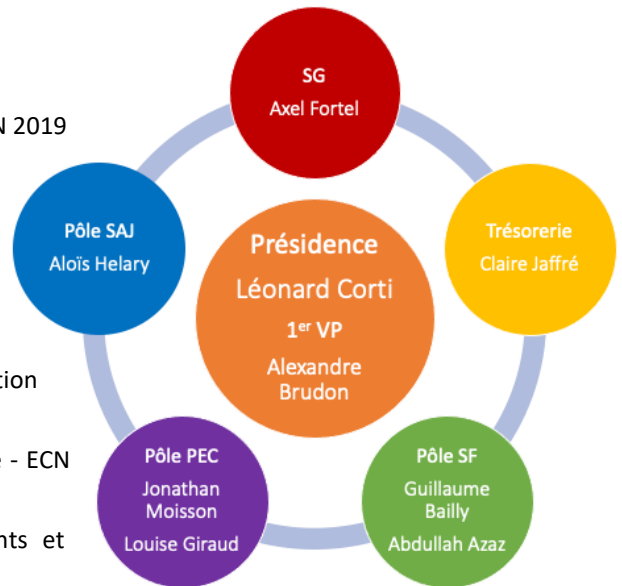 SG
Axel Fortel
N 2019
Pôle SAJ
Aloïs Helary
Trésorerie
Claire Jaffré
Présidence
Léonard Corti
1er VP
Alexandre
Brudon
tion
e - ECN
nts et
Pôle PEC
Jonathan
Moisson
Louise Giraud
Pôle SF
Guillaume
Bailly
Abdullah Azaz